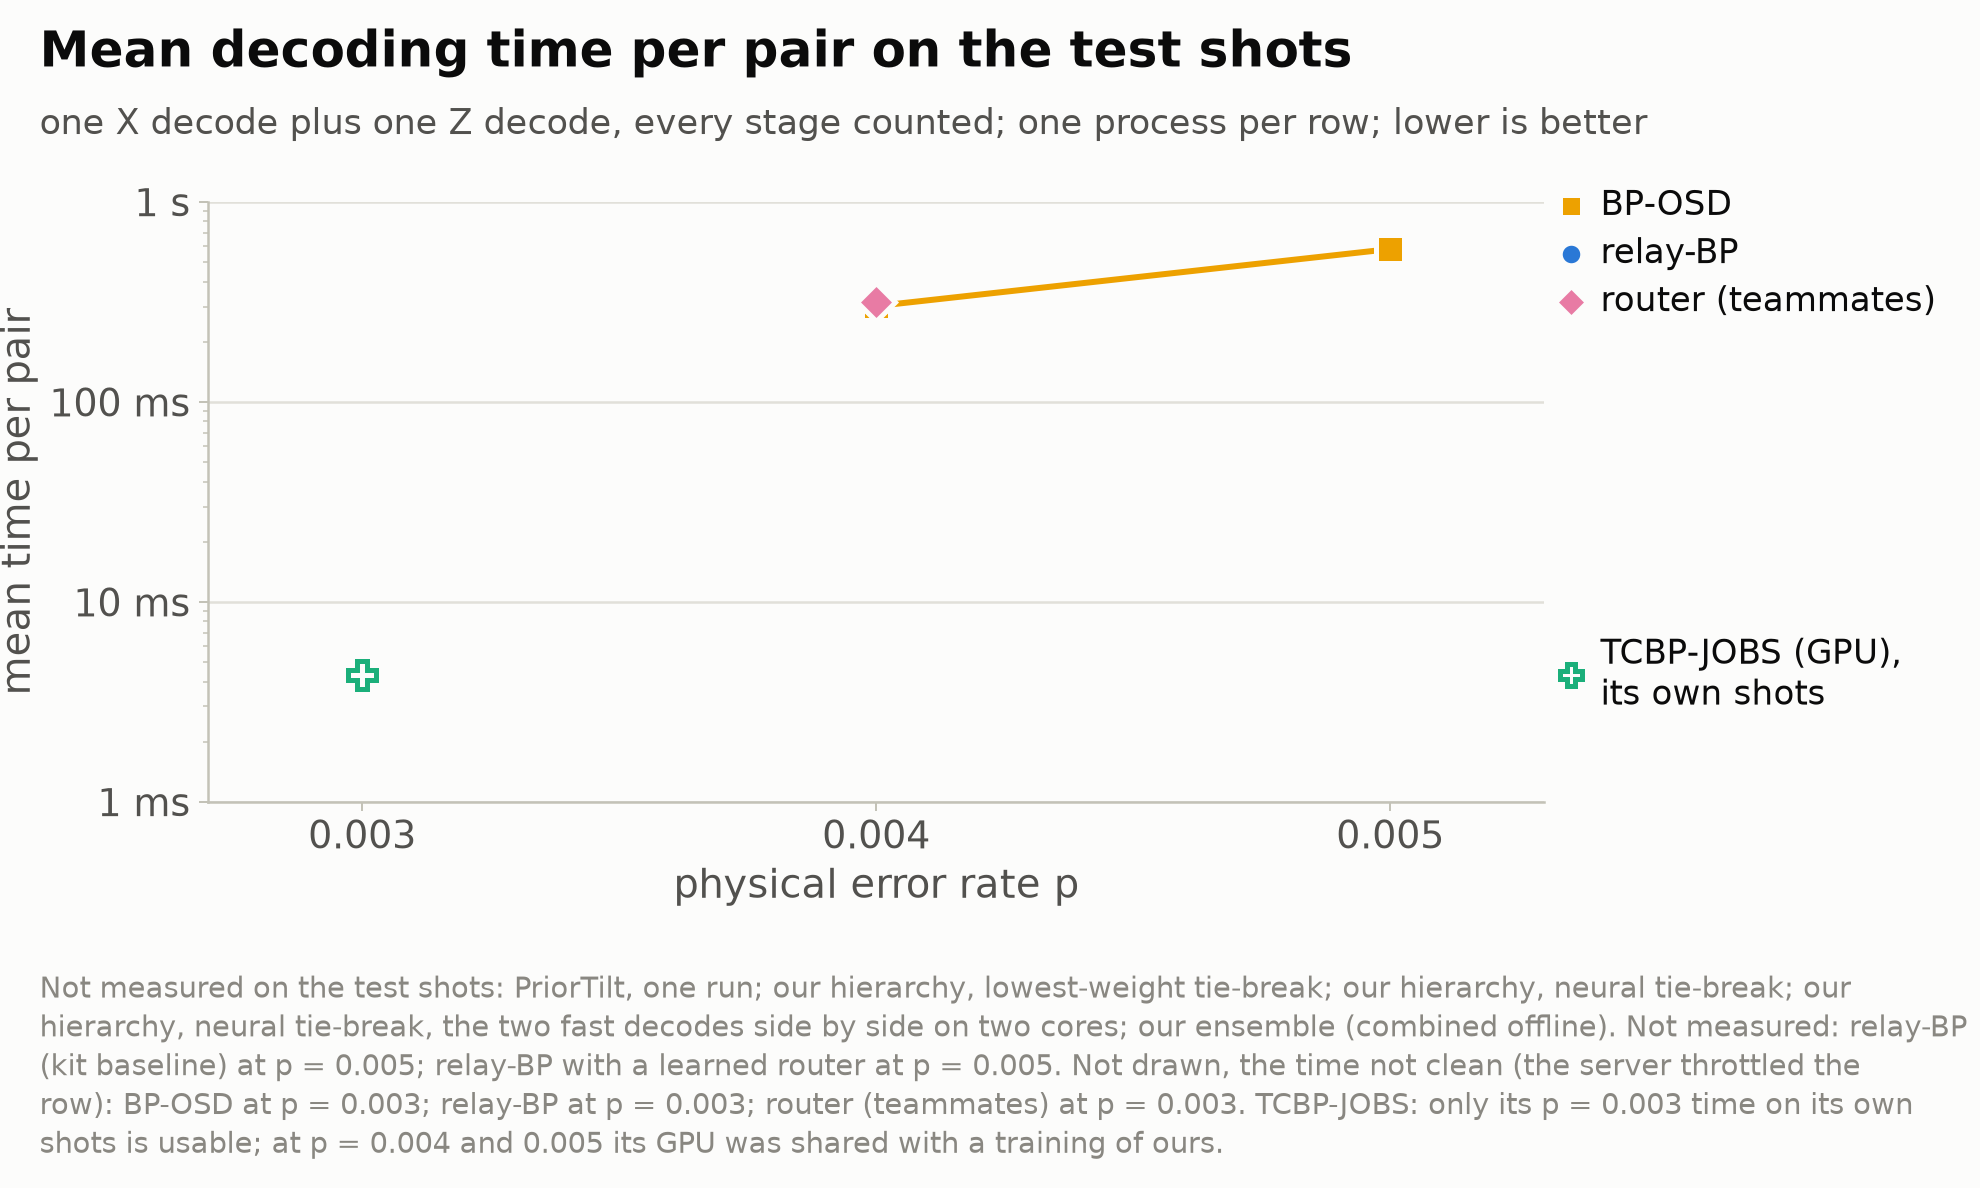 Mean decoding time per pair on the test shots
one X decode plus one Z decode, every stage counted; one process per row; lower is better
mean time per pair
1 s
100 ms
10 ms
1 ms
BP-OSD
relay-BP
router (teammates)
TCBP-JOBS (GPU),
its own shots
0.003
0.004
0.005
physical error rate p
Not measured on the test shots: PriorTilt, one run; our hierarchy, lowest-weight tie-break; our hierarchy, neural tie-break; our
hierarchy, neural tie-break, the two fast decodes side by side on two cores; our ensemble (combined offline). Not measured: relay-BP
(kit baseline) at p = 0.005; relay-BP with a learned router at p = 0.005. Not drawn, the time not clean (the server throttled the
row): BP-OSD at p = 0.003; relay-BP at p = 0.003; router (teammates) at p = 0.003. TCBP-JOBS: only its p = 0.003 time on its own
shots is usable; at p = 0.004 and 0.005 its GPU was shared with a training of ours.